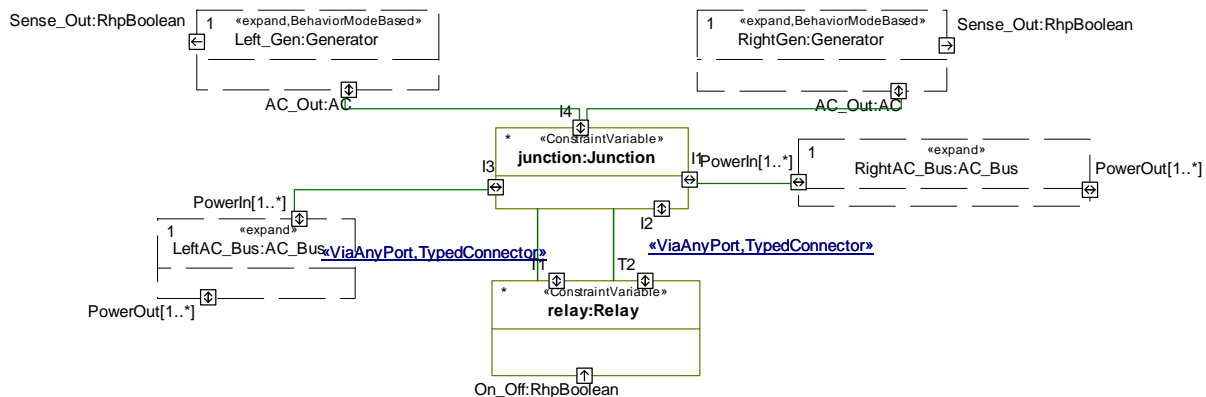 Sense_Out:RhpBoolean
1 «expand,BehaviorModeBased»
Left_Gen:Generator
AC_Out:AC
1 «expand,BehaviorModeBased»
RightGen:Generator
Sense_Out:RhpBoolean
AC_Out:AC
I4
* «ConstraintVariable»
junction:Junction
I3
I1
I2
PowerIn[1..*]
1 «expand»
RightAC_Bus:AC_Bus
PowerOut[1..*]
PowerIn[1..*]
1 «expand»
LeftAC_Bus:AC_Bus
PowerOut[1..*]
«ViaAnyPort,TypedConnector»
«ViaAnyPort,TypedConnector»
T1
T2
* «ConstraintVariable»
relay:Relay
On_Off:RhpBoolean